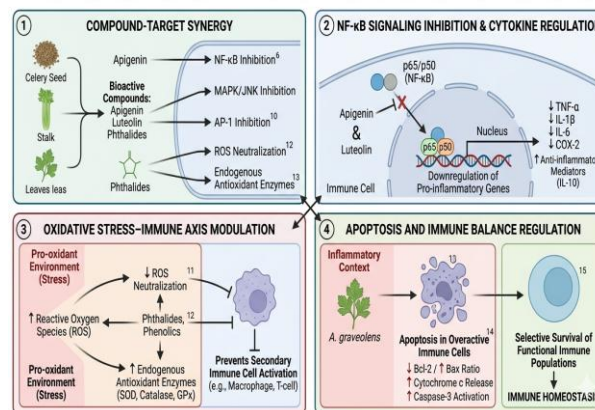 ① COMPOUND-TARGET SYNERGY
Celery Seed
Stalk
Leaves leas
Bioactive
Compounds:
Apigenin
Luteolin
Phthalides
Apigenin
Phthalides
NF-κB Inhibition⁶
MAPK/JNK Inhibition
AP-1 Inhibition¹⁰
ROS Neutralization¹²
Endogenous
Antioxidant Enzymes¹³
② NF-κB SIGNALING INHIBITION & CYTOKINE REGULATION
p65/p50
(NF-κB)
Apigenin
&
Luteolin
p65 p50
Nucleus
Downregulation of
Pro-inflammatory Genes
Immune Cell
↓ TNF-α
↓ IL-1β
↓ IL-6
↓ COX-2
↑ Anti-inflammatory
Mediators
(IL-10)
③ OXIDATIVE STRESS–IMMUNE AXIS MODULATION
Pro-oxidant
Environment
(Stress)
↑ Reactive Oxygen
Species (ROS)
Pro-oxidant
Environment
(Stress)
↓ ROS
Neutralization
11
Phthalides,
Phenolics
12
↑ Endogenous
Antioxidant Enzymes
(SOD, Catalase, GPx)
Prevents Secondary
Immune Cell Activation
(e.g., Macrophage, T-cell)
④ APOPTOSIS AND IMMUNE BALANCE REGULATION
Inflammatory
Context
A. graveolens
13
14
Apoptosis in Overactive
Immune Cells
↓ Bcl-2 / ↑ Bax Ratio
↑ Cytochrome c Release
↑ Caspase-3 Activation
15
Selective Survival of
Functional Immune
Populations
IMMUNE HOMEOSTASIS